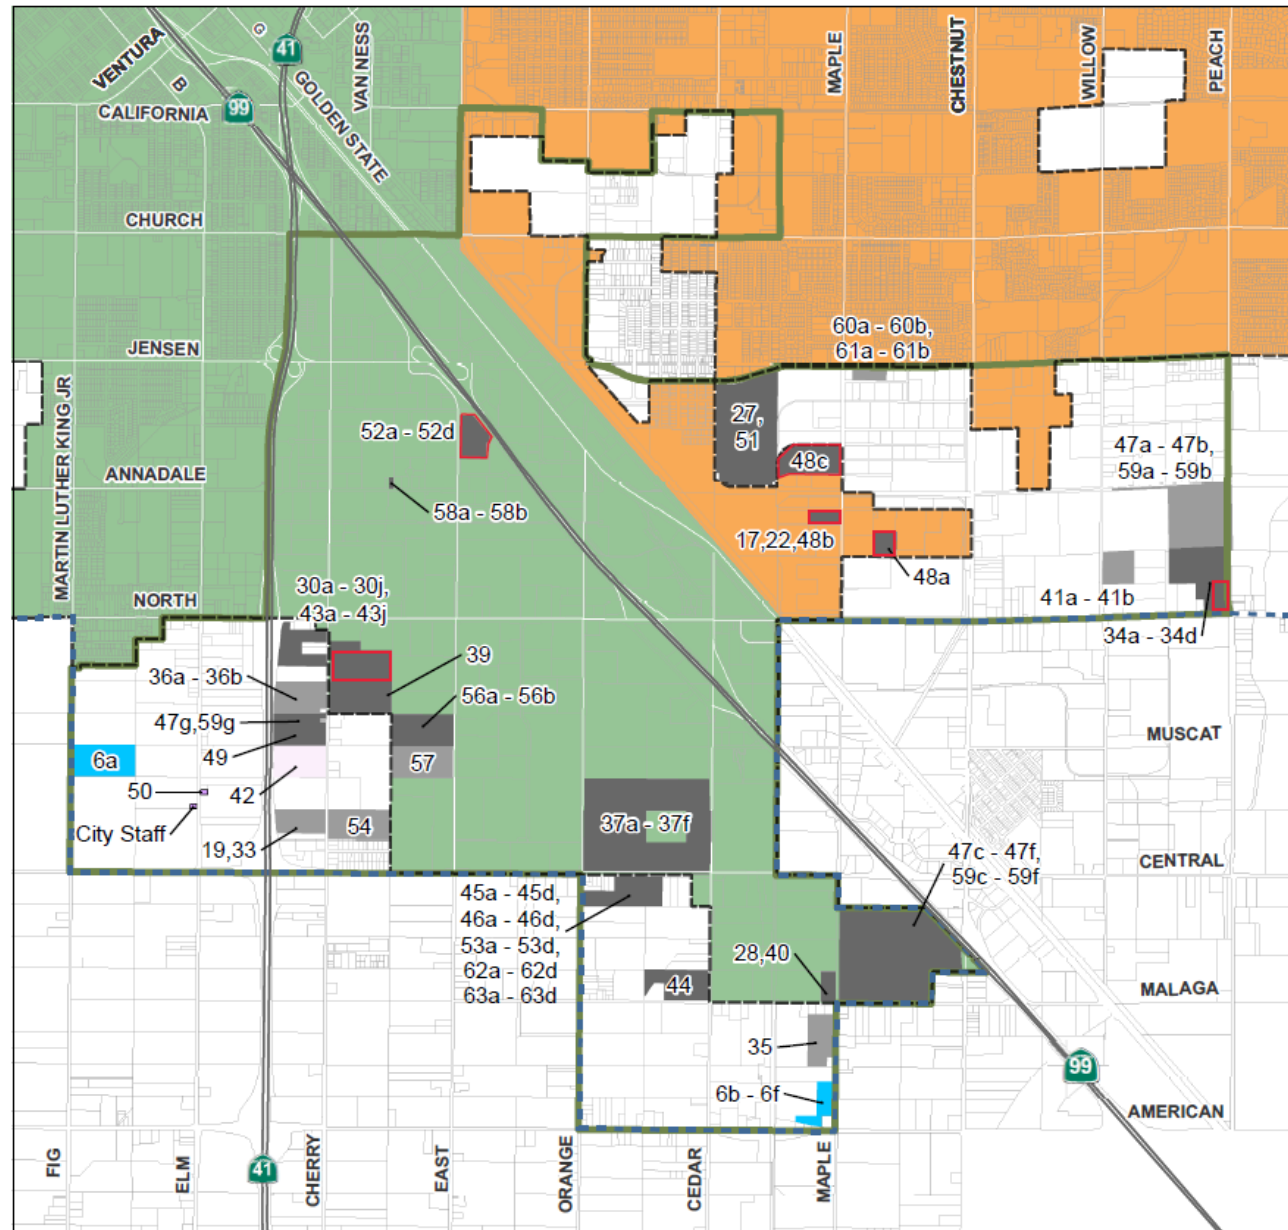 VENTURA
B
G
41
99
CALIFORNIA
GOLDEN STATE
VAN NESS
MAPLE
CHESTNUT
WILLOW
PEACH
CHURCH
JENSEN
60a - 60b,
61a - 61b
MARTIN LUTHER KING JR
ANNADALE
52a - 52d
58a - 58b
27,
51
48c
17,22,48b
48a
47a - 47b,
59a - 59b
41a - 41b
34a - 34d
NORTH
30a - 30j,
43a - 43j
39
36a - 36b
56a - 56b
47g,59g
49
6a
57
50
42
City Staff
19,33
54
37a - 37f
MUSCAT
47c - 47f,
59c - 59f
CENTRAL
45a - 45d,
46a - 46d,
53a - 53d,
62a - 62d
63a - 63d
28,40
44
MALAGA
35
6b - 6f
99
AMERICAN
FIG
ELM
41
CHERRY
EAST
ORANGE
CEDAR
MAPLE